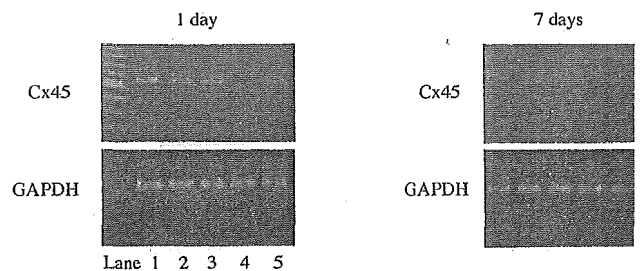 1 day 7 days
Cx45 Cx45
GAPDH GAPDH
Lane 1 2 3 4 5